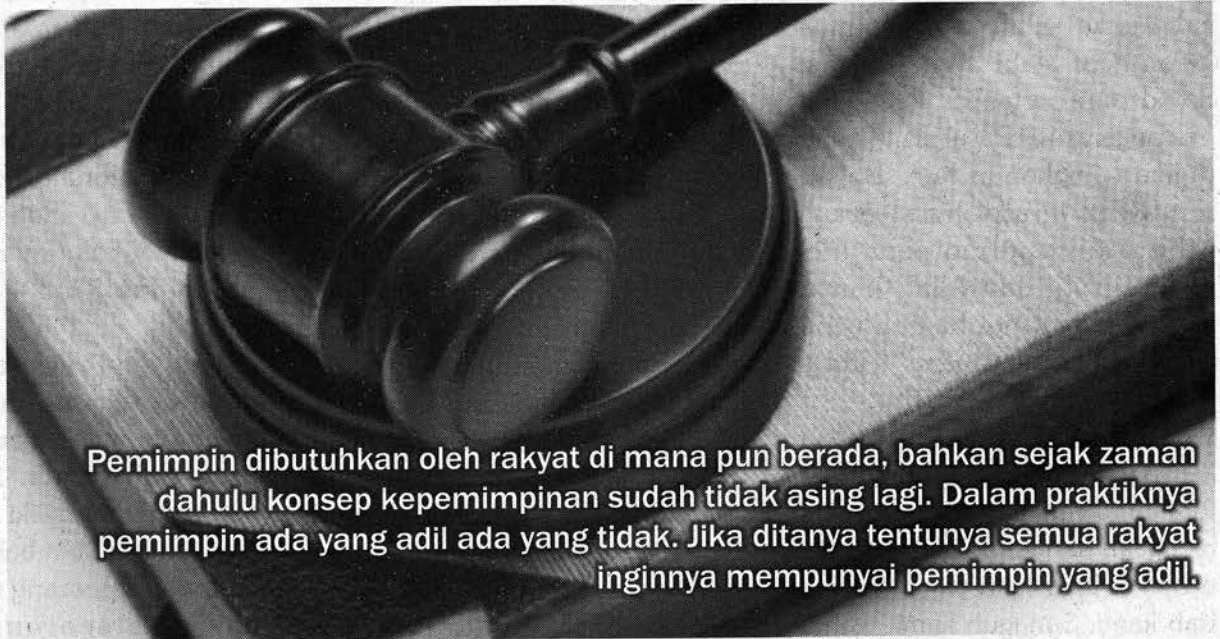 Pemimpin dibutuhkan oleh rakyat di mana pun berada, bahkan sejak zaman
dahulu konsep kepemimpinan sudah tidak asing lagi. Dalam praktiknya
pemimpin ada yang adil ada yang tidak. Jika ditanya tentunya semua rakyat
inginnya mempunyai pemimpin yang adil.